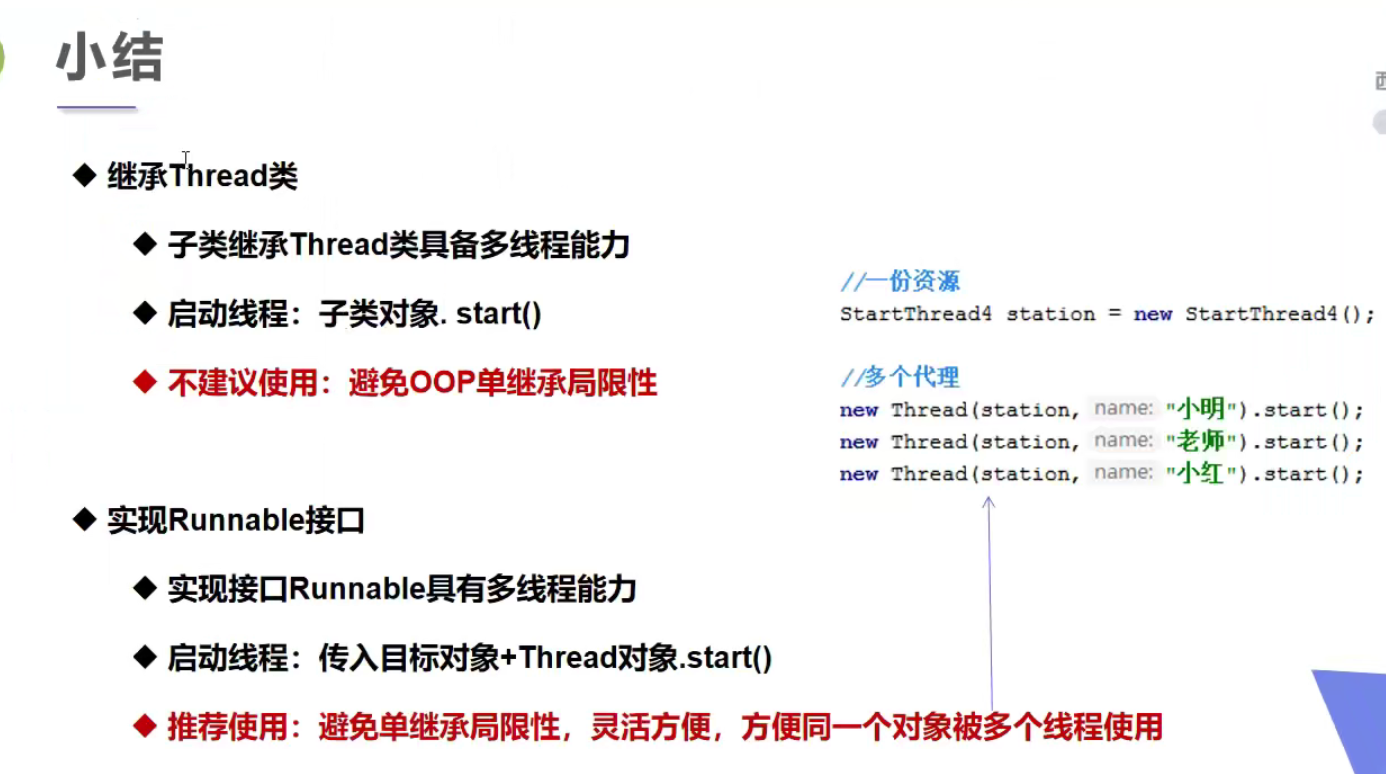 小结
继承Thread类
子类继承Thread类具备多线程能力
启动线程：子类对象. start()
不建议使用：避免OOP单继承局限性
实现Runnable接口
实现接口Runnable具有多线程能力
启动线程：传入目标对象+Thread对象.start()
推荐使用：避免单继承局限性，灵活方便，方便同一个对象被多个线程使用
//一份资源
StartThread4 station = new StartThread4();
//多个代理
new Thread(station, name: "小明").start();
new Thread(station, name: "老师").start();
new Thread(station, name: "小红").start();